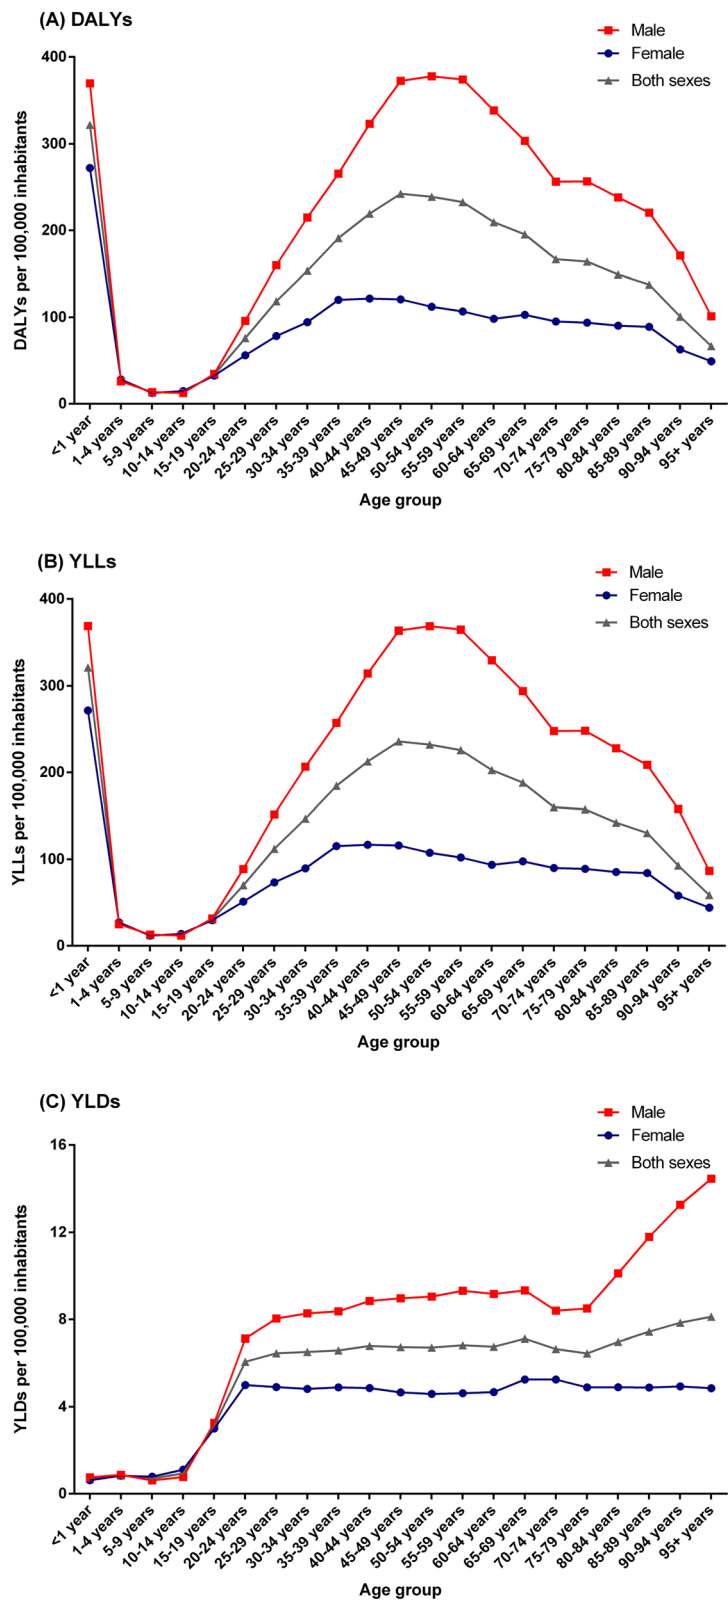 (A) DALYs
Male
Female
Both sexes
400
300
200
100
0
DALYs per 100,000 inhabitants
<1 year
1-4 years
5-9 years
10-14 years
15-19 years
20-24 years
25-29 years
30-34 years
35-39 years
40-44 years
45-49 years
50-54 years
55-59 years
60-64 years
65-69 years
70-74 years
75-79 years
80-84 years
85-89 years
90-94 years
95+ years
Age group
(B) YLLs
Male
Female
Both sexes
400
300
200
100
0
YLLs per 100,000 inhabitants
<1 year
1-4 years
5-9 years
10-14 years
15-19 years
20-24 years
25-29 years
30-34 years
35-39 years
40-44 years
45-49 years
50-54 years
55-59 years
60-64 years
65-69 years
70-74 years
75-79 years
80-84 years
85-89 years
90-94 years
95+ years
Age group
(C) YLDs
Male
Female
Both sexes
16
12
8
4
0
YLDs per 100,000 inhabitants
<1 year
1-4 years
5-9 years
10-14 years
15-19 years
20-24 years
25-29 years
30-34 years
35-39 years
40-44 years
45-49 years
50-54 years
55-59 years
60-64 years
65-69 years
70-74 years
75-79 years
80-84 years
85-89 years
90-94 years
95+ years
Age group